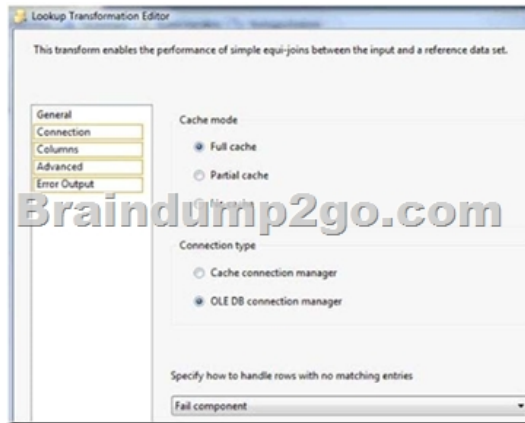 Lookup Transformation Editor
This transform enables the performance of simple equi-joins between the input and a reference data set.
General
Connection
Columns
Advanced
Error Output
Cache mode
Full cache
Partial cache
Braindump2go.com
Connection type
Cache connection manager
OLE DB connection manager
Specify how to handle rows with no matching entries
Fail component